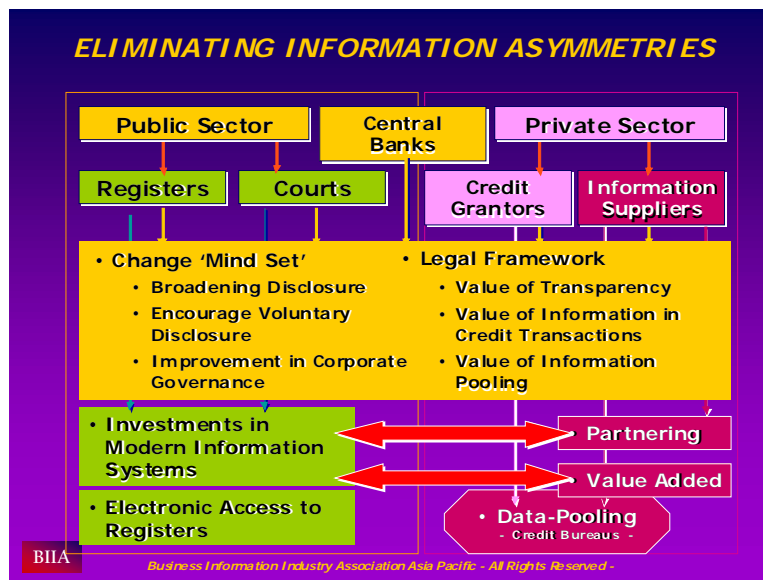 ELIMINATING INFORMATION ASYMMETRIES
Public Sector
Central
Banks
Private Sector
Registers
Courts
Credit
Grantors
Information
Suppliers
• Change ‘Mind Set’
• Broadening Disclosure
• Encourage Voluntary
Disclosure
• Improvement in Corporate
Governance
• Legal Framework
• Value of Transparency
• Value of Information in
Credit Transactions
• Value of Information
Pooling
• Investments in
Modern Information
Systems
• Partnering
• Value Added
• Electronic Access to
Registers
• Data-Pooling
- Credit Bureaus -
BIIA
Business Information Industry Association Asia Pacific - All Rights Reserved -